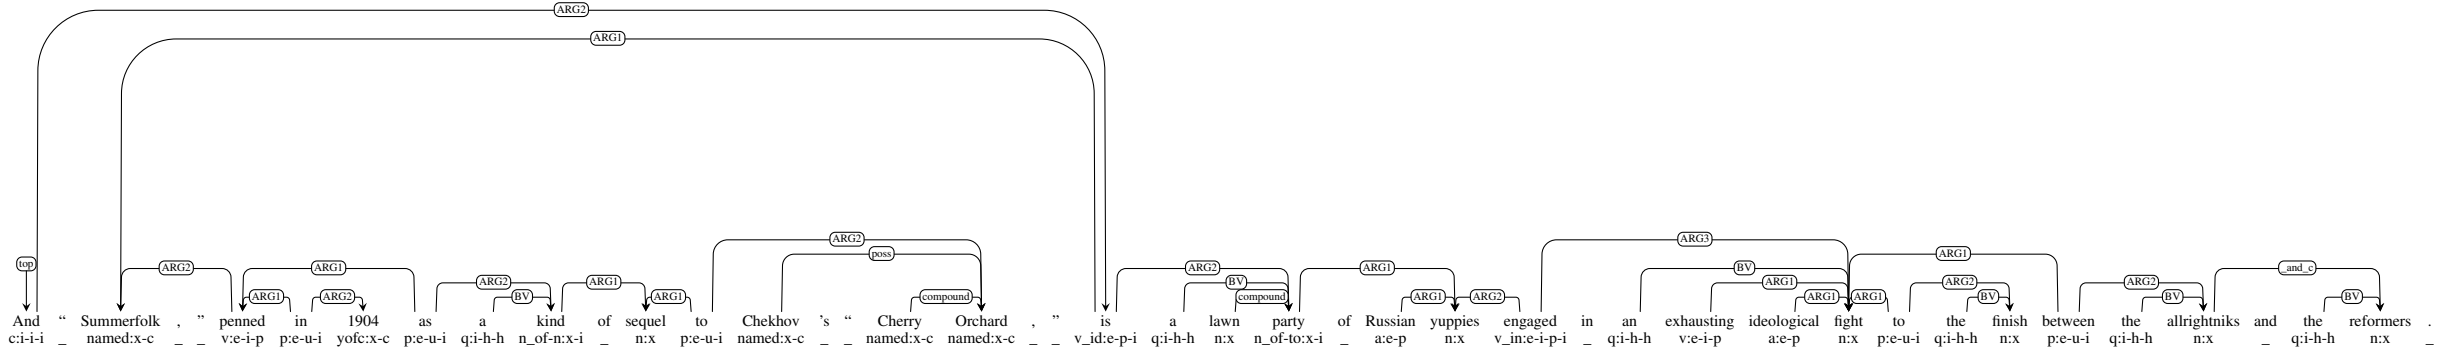 ARG2
ARG1
ARG2 ARG3
poss ARG1
top ARG2 ARG1 ARG2 ARG1 BV
ARG2 ARG1 BV ARG1 ARG2 ARG2 _and_c
ARG1 ARG2 BV ARG1 compound compound ARG1 ARG2 ARG1 ARG1 BV BV BV
And “ Summerfolk , ” penned in 1904 as a kind of sequel to Chekhov 's “ Cherry Orchard , ” is a lawn party of Russian yuppies engaged in an exhausting ideological fight to the finish between the allrightniks and the reformers .
c:i-i-i _ named:x-c _ _ v:e-i-p p:e-u-i yofc:x-c p:e-u-i q:i-h-h n_of-n:x-i _ n:x p:e-u-i named:x-c _ _ named:x-c named:x-c _ _ v_id:e-p-i q:i-h-h n:x n_of-to:x-i _ a:e-p n:x v_in:e-i-p-i _ q:i-h-h v:e-i-p a:e-p n:x p:e-u-i q:i-h-h n:x p:e-u-i q:i-h-h n:x _ q:i-h-h n:x _